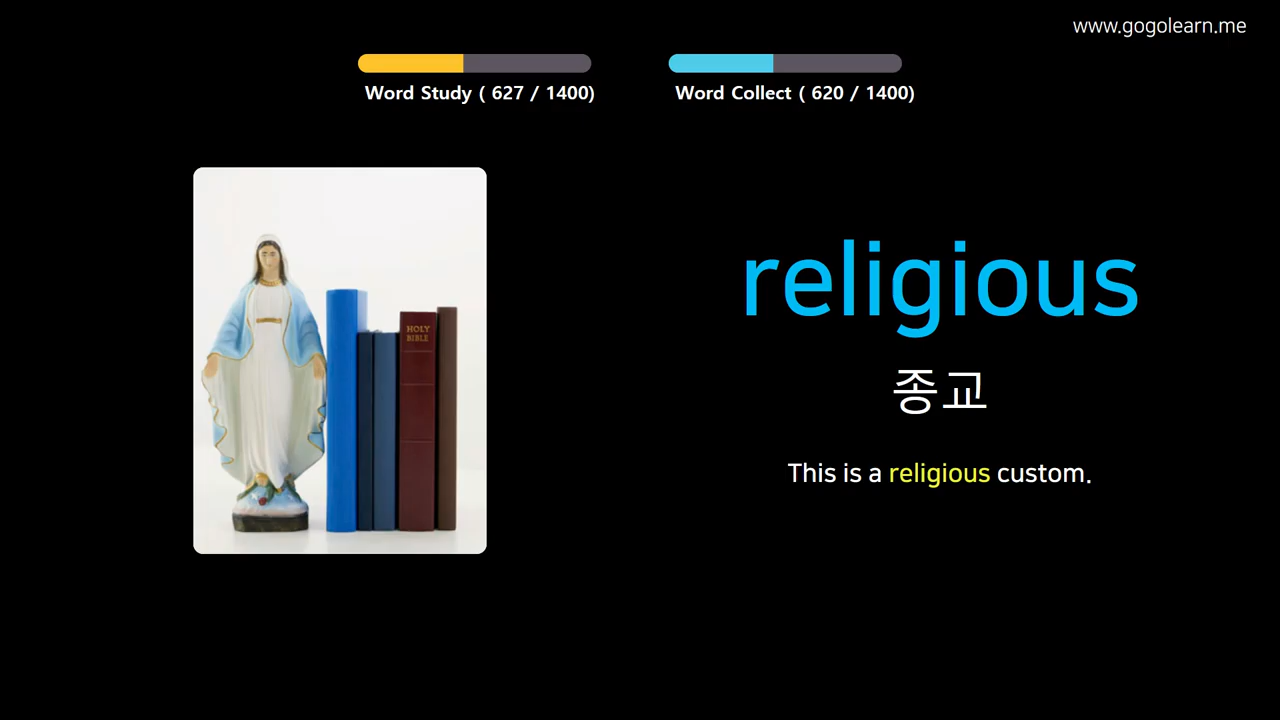 www.gogolearn.me
Word Study ( 627 / 1400)
Word Collect ( 620 / 1400)
HOLY
BIBLE
religious
종교
This is a religious custom.